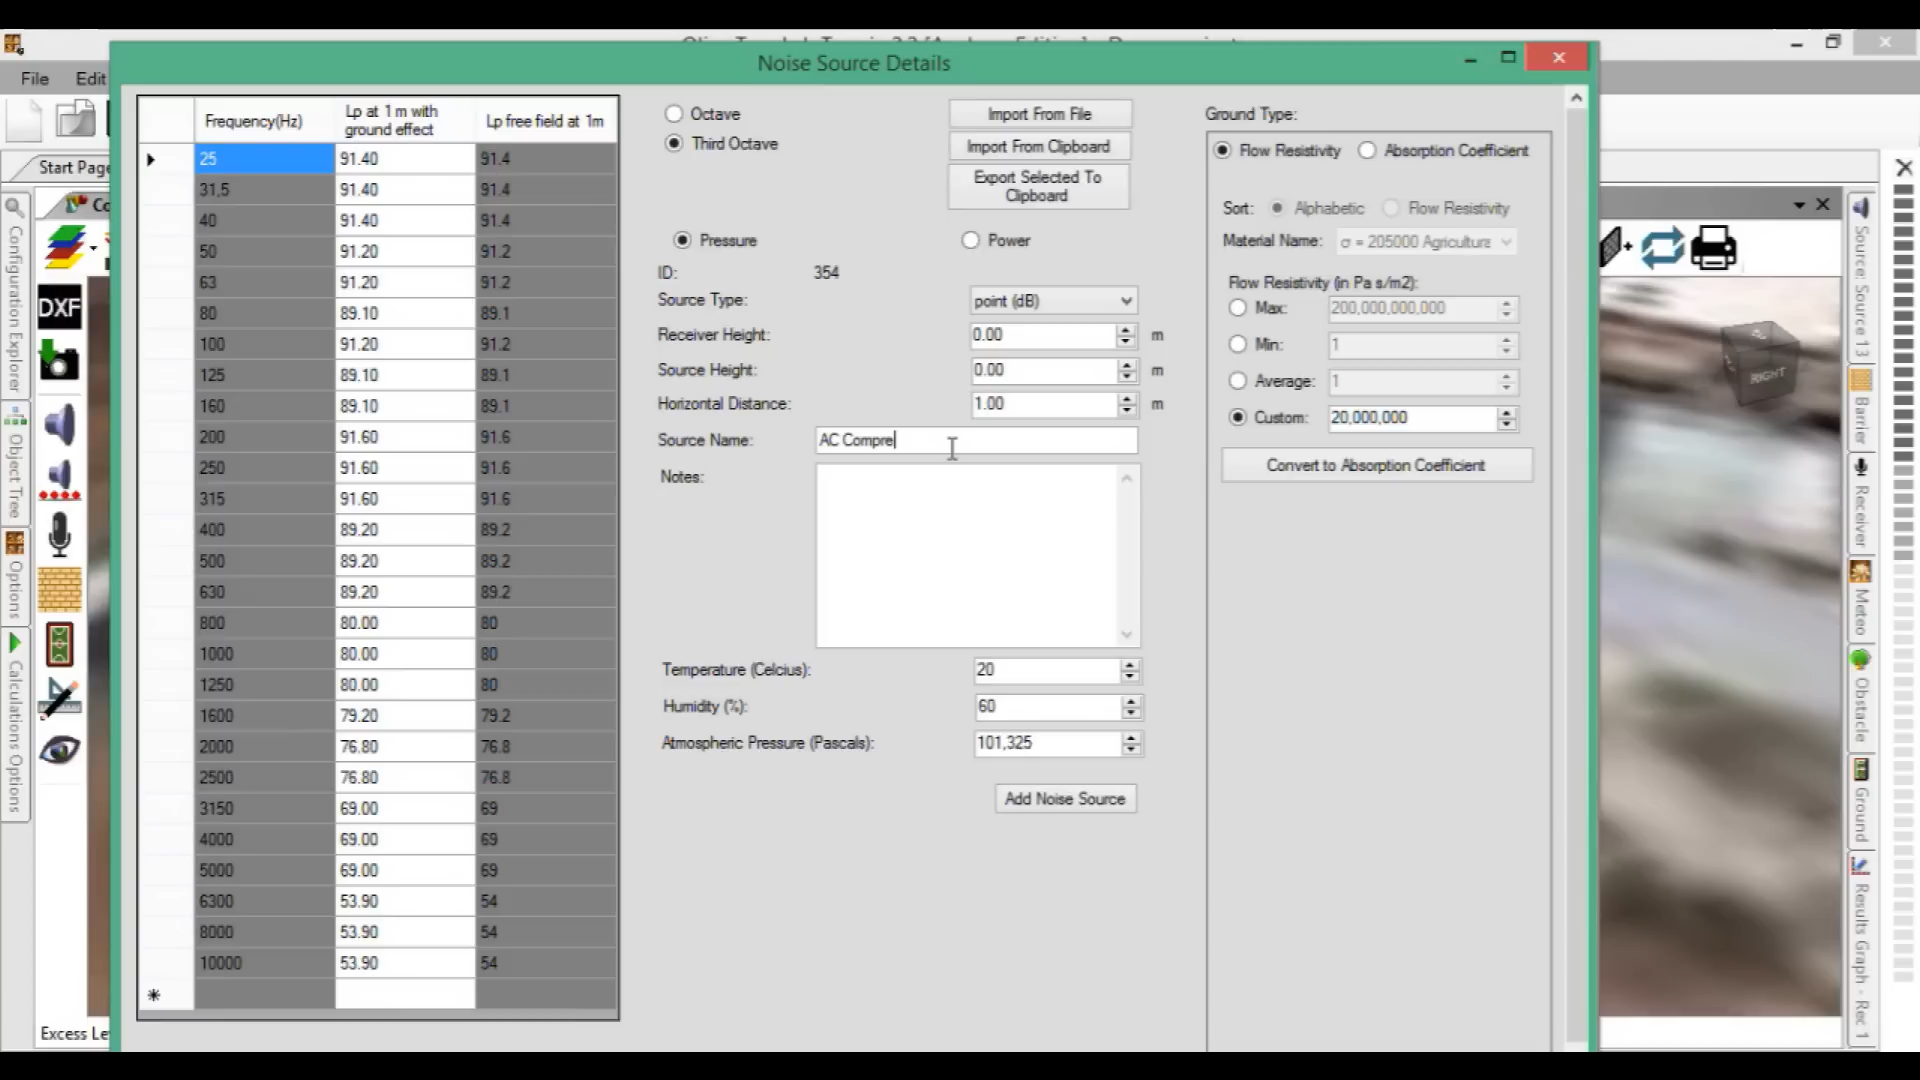 Noise Source Details
File Edit
Start Page
Frequency(Hz) Lp at 1 m with ground effect Lp free field at 1m
25 91.40 91.4
31,5 91.40 91.4
40 91.40 91.4
50 91.20 91.2
63 91.20 91.2
80 89.10 89.1
100 91.20 91.2
125 89.10 89.1
160 89.10 89.1
200 91.60 91.6
250 91.60 91.6
315 91.60 91.6
400 89.20 89.2
500 89.20 89.2
630 89.20 89.2
800 80.00 80
1000 80.00 80
1250 80.00 80
1600 79.20 79.2
2000 76.80 76.8
2500 76.80 76.8
3150 69.00 69
4000 69.00 69
5000 69.00 69
6300 53.90 54
8000 53.90 54
10000 53.90 54
Octave
Third Octave
Import From File
Import From Clipboard
Export Selected To
Clipboard
Pressure Power
ID: 354
Source Type: point (dB)
Receiver Height: 0.00 m
Source Height: 0.00 m
Horizontal Distance: 1.00 m
Source Name: AC Compre
Notes:
Temperature (Celcius): 20
Humidity (%): 60
Atmospheric Pressure (Pascals): 101,325
Add Noise Source
Ground Type:
Flow Resistivity Absorption Coefficient
Sort: Alphabetic Flow Resistivity
Material Name: σ = 205000 Agriculture
Flow Resistivity (in Pa s/m2):
Max: 200,000,000,000
Min: 1
Average: 1
Custom: 20,000,000
Convert to Absorption Coefficient
Configuration Explorer
Object Tree
Options
Calculations Options
DXF
RIGHT
Source: Source 13
Barrier
Receiver
Meteo
Obstacle
Ground
Results Graph - Rec 1